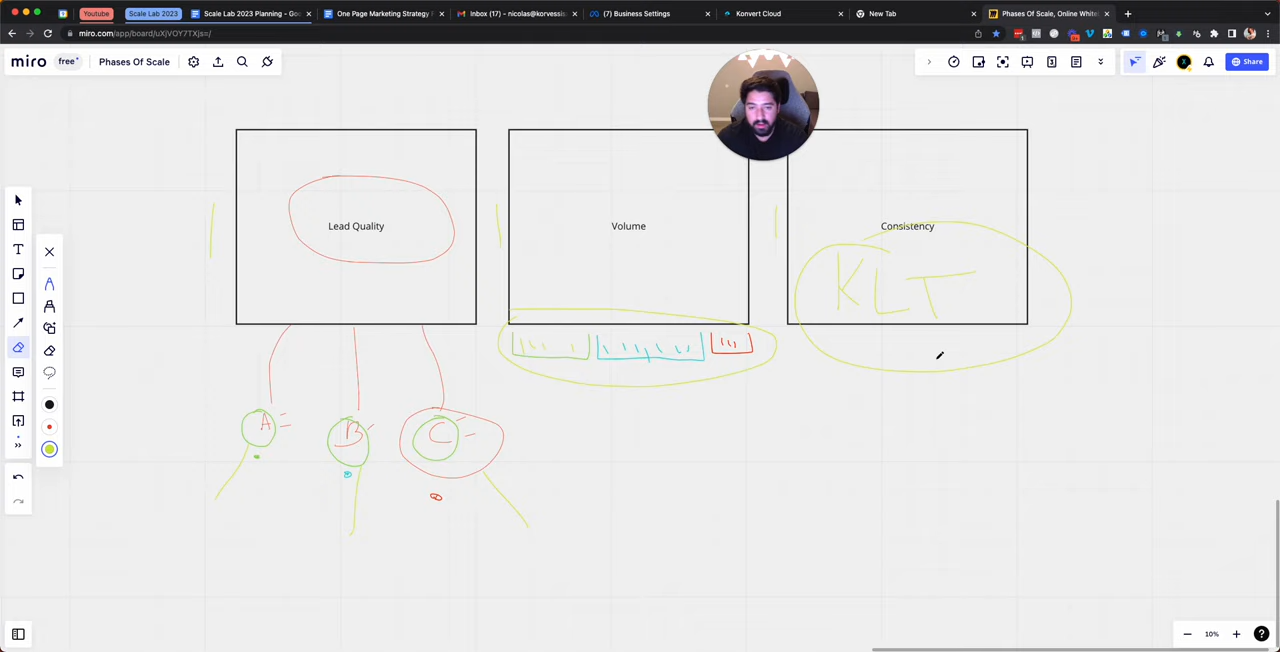 Youtube
Scale Lab 2023
Scale Lab 2023 Planning - Goo
One Page Marketing Strategy F
Inbox (17) - nicolas@korvessis
(7) Business Settings
Konvert Cloud
New Tab
Phases Of Scale, Online White
miro.com/app/board/uXjVOY7TXjs=/
miro
free
Phases Of Scale
Share
Lead Quality
Volume
Consistency
KLT
A
B
C
10%